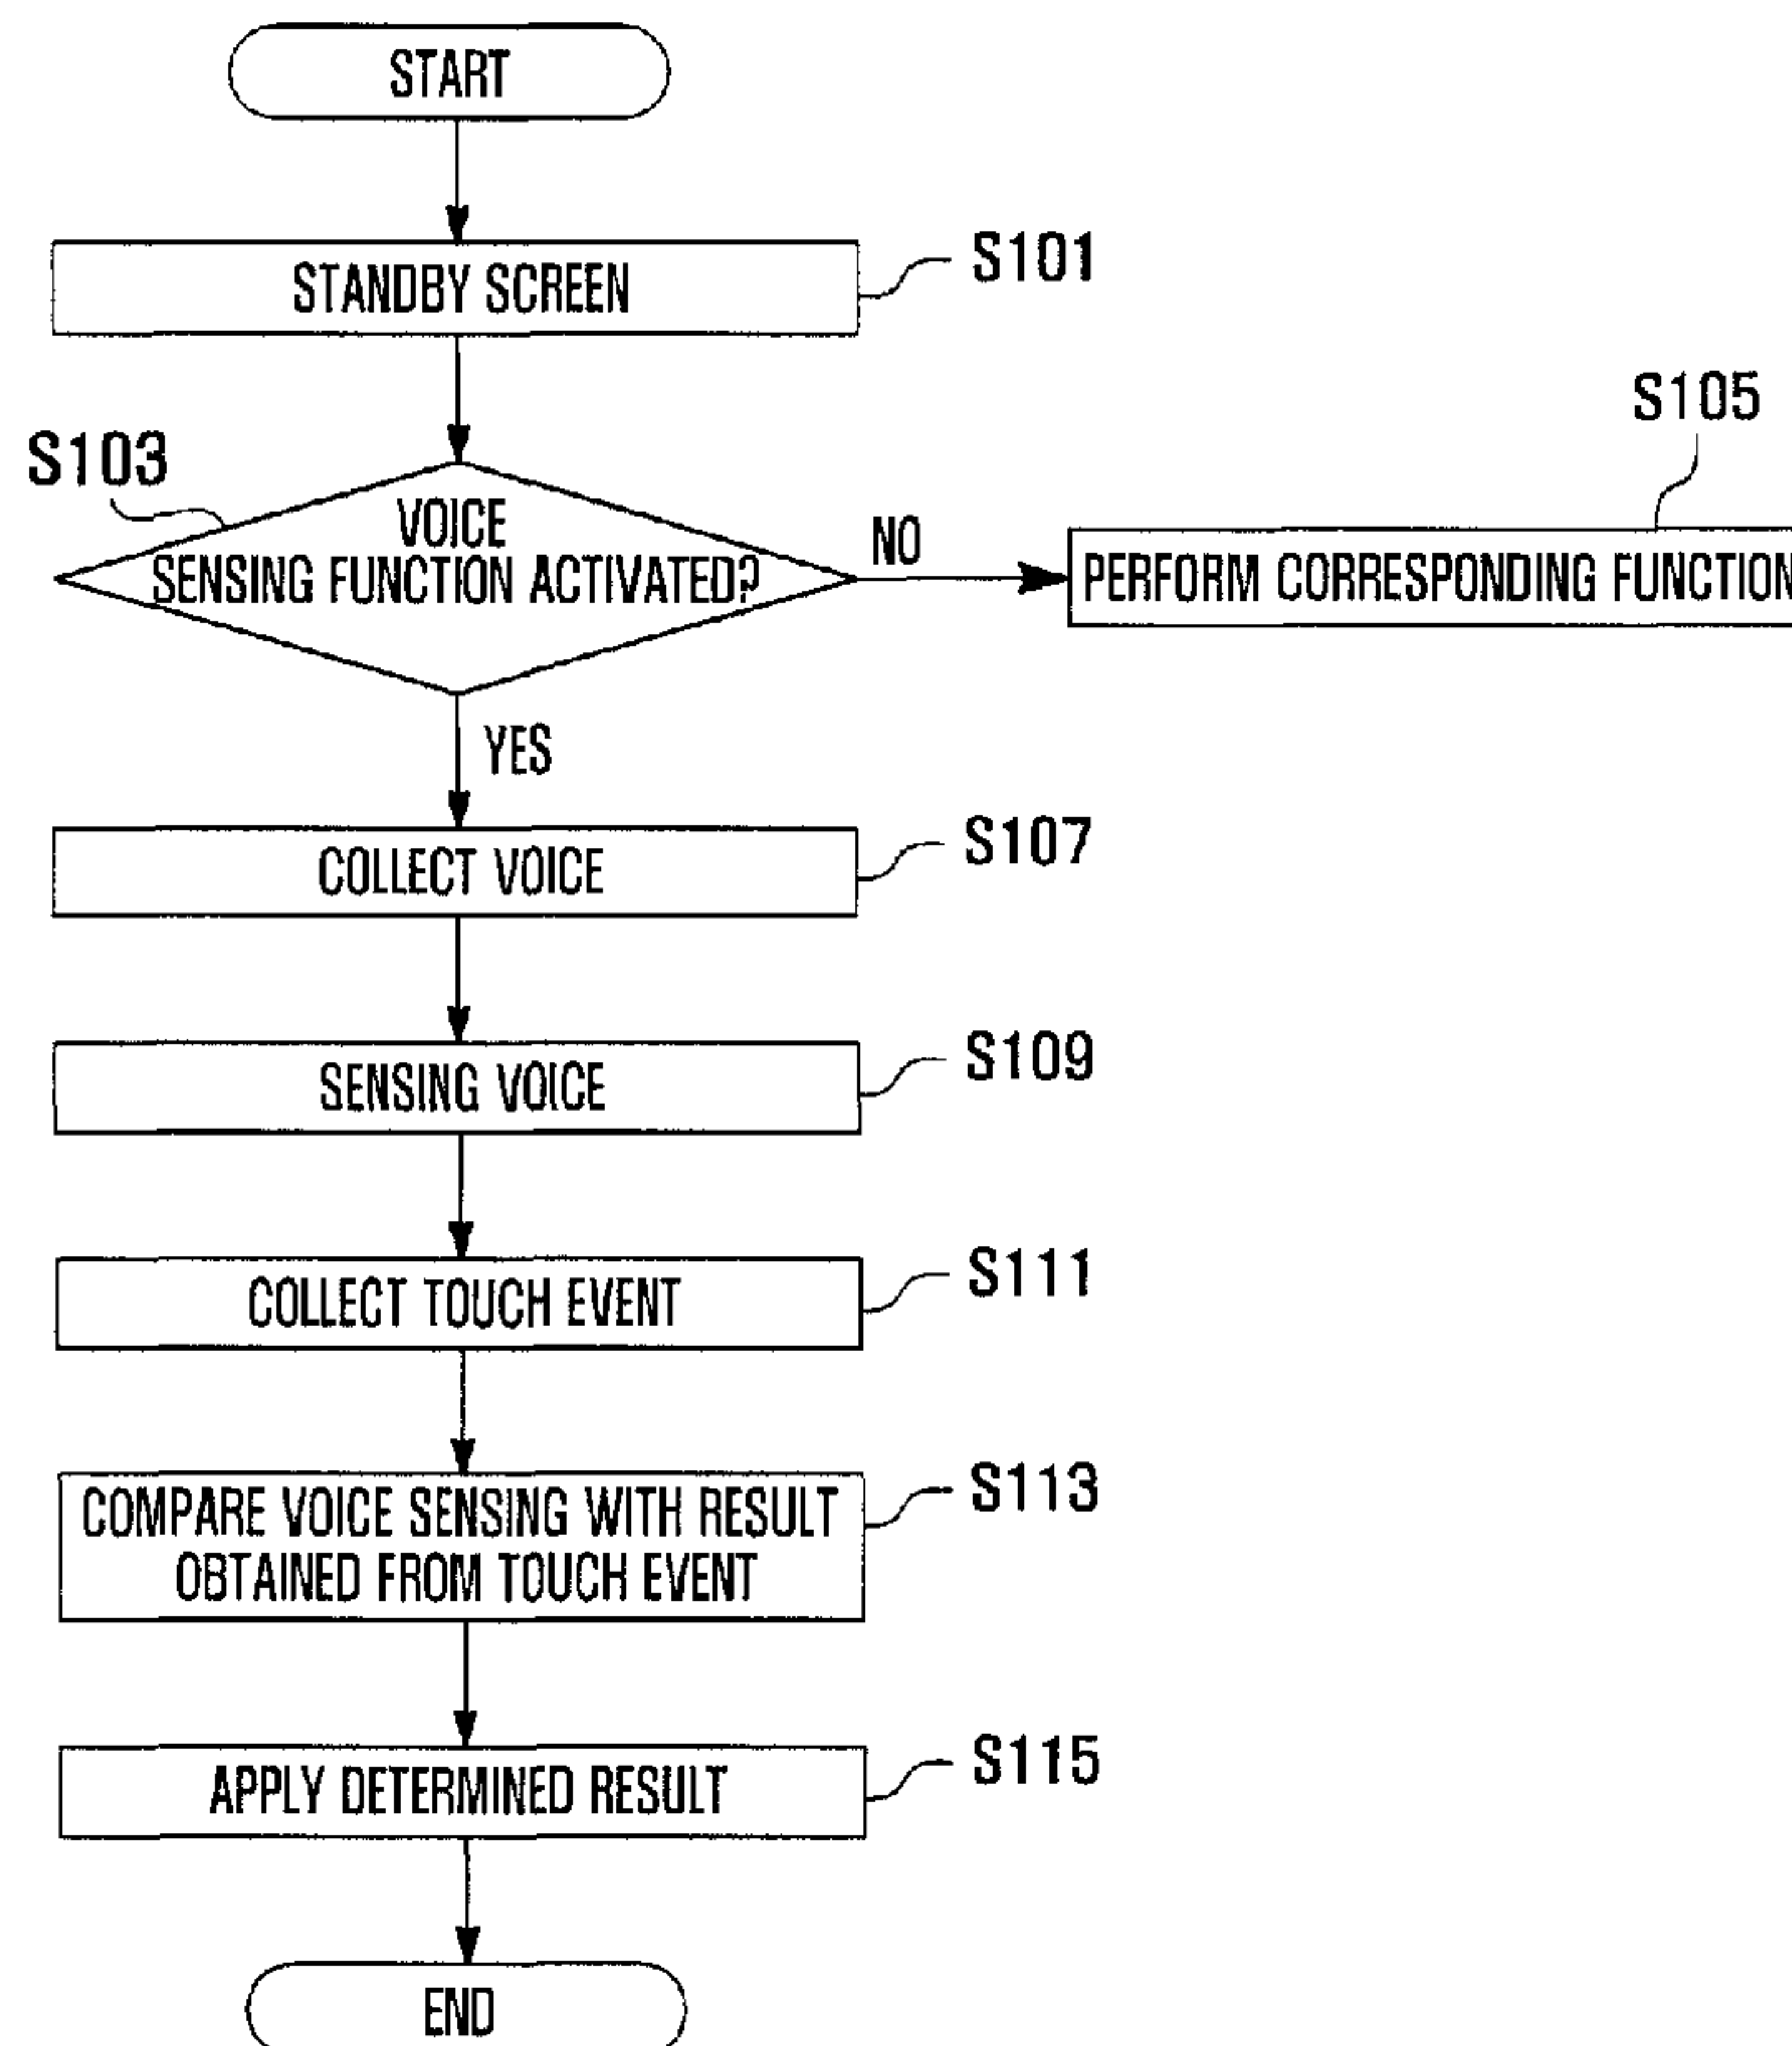 START
STANDBY SCREEN
S101
S103
VOICE
SENSING FUNCTION ACTIVATED?
NO
S105
PERFORM CORRESPONDING FUNCTION
YES
COLLECT VOICE
S107
SENSING VOICE
S109
COLLECT TOUCH EVENT
S111
COMPARE VOICE SENSING WITH RESULT
OBTAINED FROM TOUCH EVENT
S113
APPLY DETERMINED RESULT
S115
END